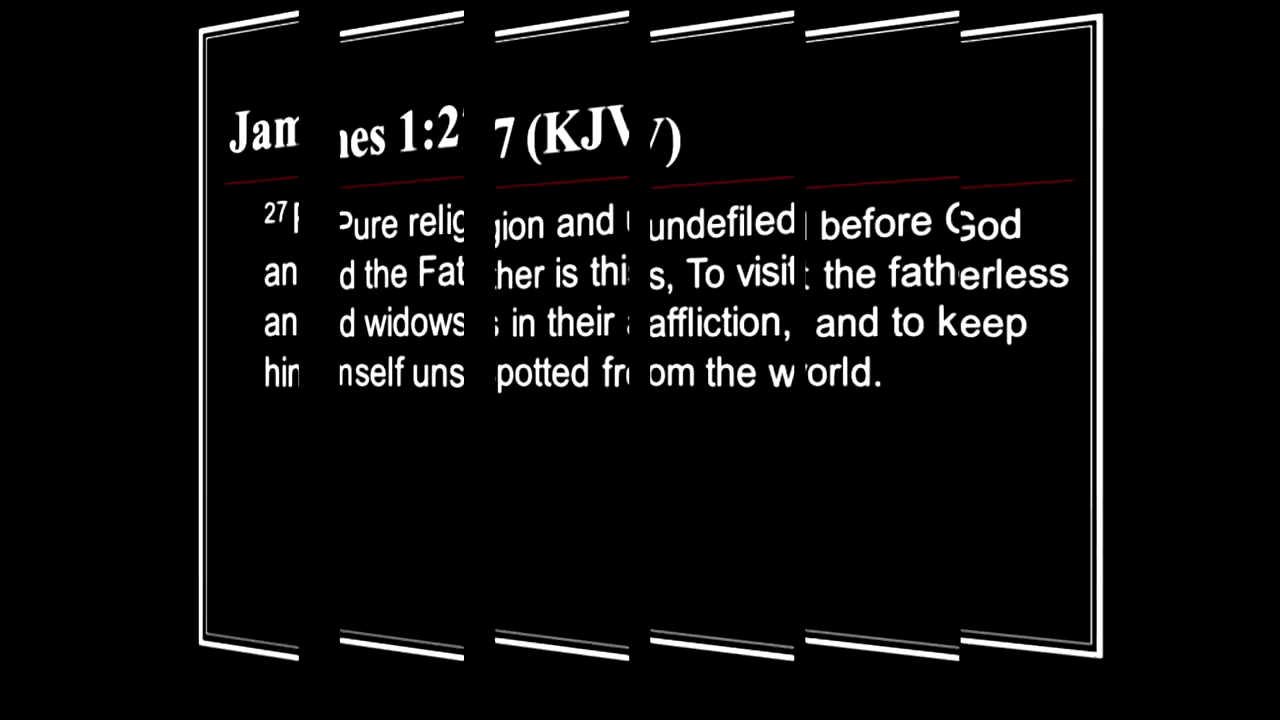 James 1:27 (KJV)
27 Pure religion and undefiled before God
and the Father is this, To visit the fatherless
and widows in their affliction, and to keep
himself unspotted from the world.